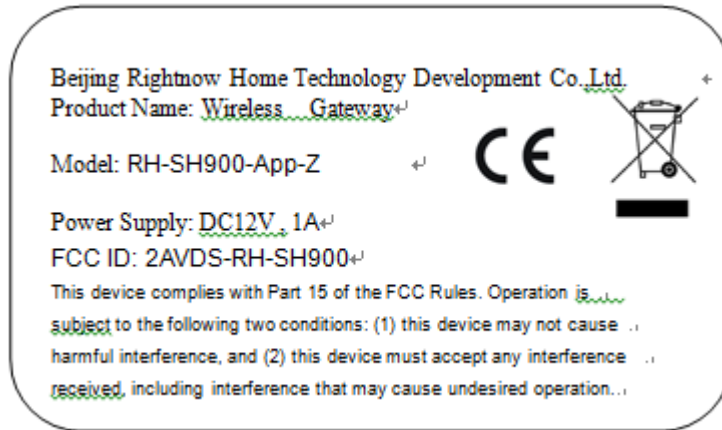 Beijing Rightnow Home Technology Development Co.,Ltd.
Product Name: Wireless Gateway
Model: RH-SH900-App-Z
CE
Power Supply: DC12V , 1A
FCC ID: 2AVDS-RH-SH900
This device complies with Part 15 of the FCC Rules. Operation is
subject to the following two conditions: (1) this device may not cause
harmful interference, and (2) this device must accept any interference
received, including interference that may cause undesired operation.